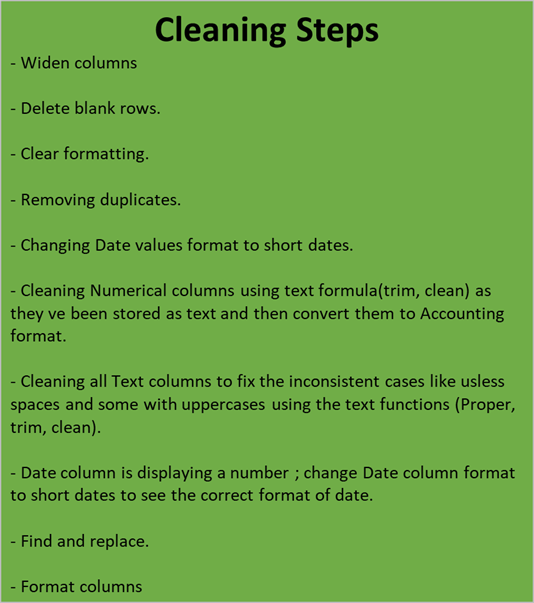 Cleaning Steps
- Widen columns
- Delete blank rows.
- Clear formatting.
- Removing duplicates.
- Changing Date values format to short dates.
- Cleaning Numerical columns using text formula(trim, clean) as
they ve been stored as text and then convert them to Accounting
format.
- Cleaning all Text columns to fix the inconsistent cases like usless
spaces and some with uppercases using the text functions (Proper,
trim, clean).
- Date column is displaying a number ; change Date column format
to short dates to see the correct format of date.
- Find and replace.
- Format columns